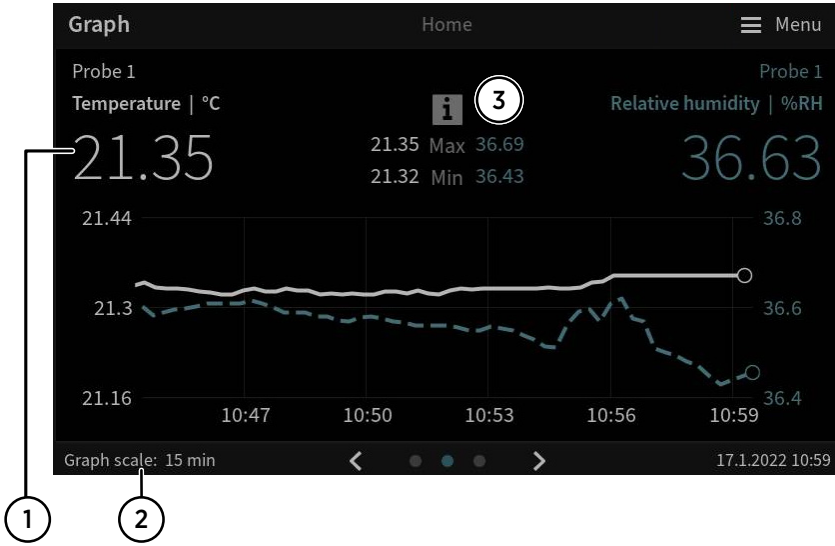 Graph Home Menu
Probe 1 Probe 1
Temperature | °C i 3 Relative humidity | %RH
21.35 21.35 Max 36.69 36.63
21.32 Min 36.43
21.44 36.8
21.3 36.6
21.16 36.4
10:47 10:50 10:53 10:56 10:59
Graph scale: 15 min 17.1.2022 10:59
1 2